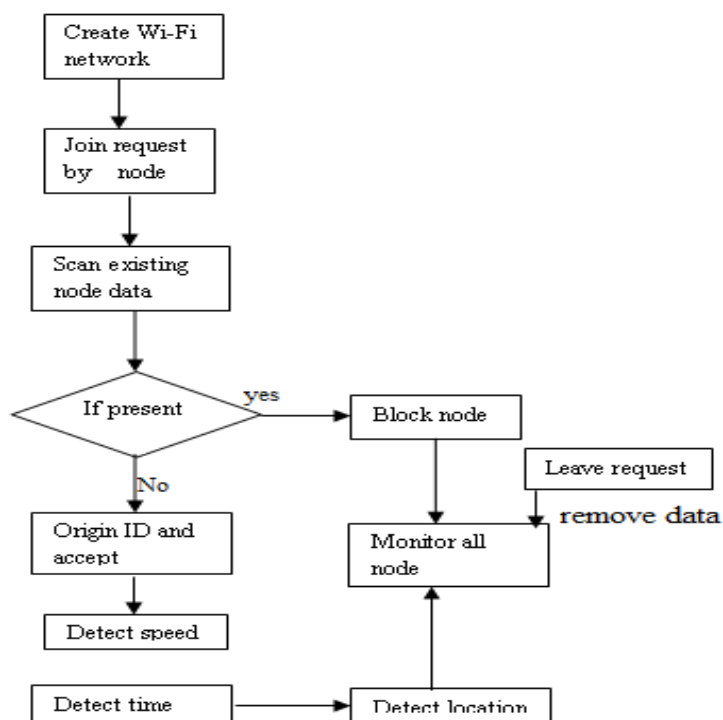 Create Wi-Fi
network
Join request
by node
Scan existing
node data
If present
yes
Block node
Leave request
No
remove data
Origin ID and
accept
Monitor all
node
Detect speed
Detect time
Detect location